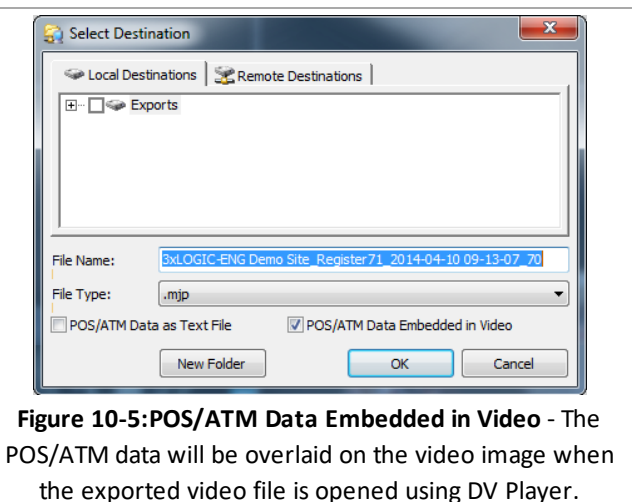 Select Destination
Local Destinations
Remote Destinations
Exports
File Name:
3xLOGIC-ENG Demo Site_Register71_2014-04-10 09-13-07_70
File Type:
.mjp
POS/ATM Data as Text File
POS/ATM Data Embedded in Video
New Folder
OK
Cancel
Figure 10-5:POS/ATM Data Embedded in Video - The
POS/ATM data will be overlaid on the video image when
the exported video file is opened using DV Player.